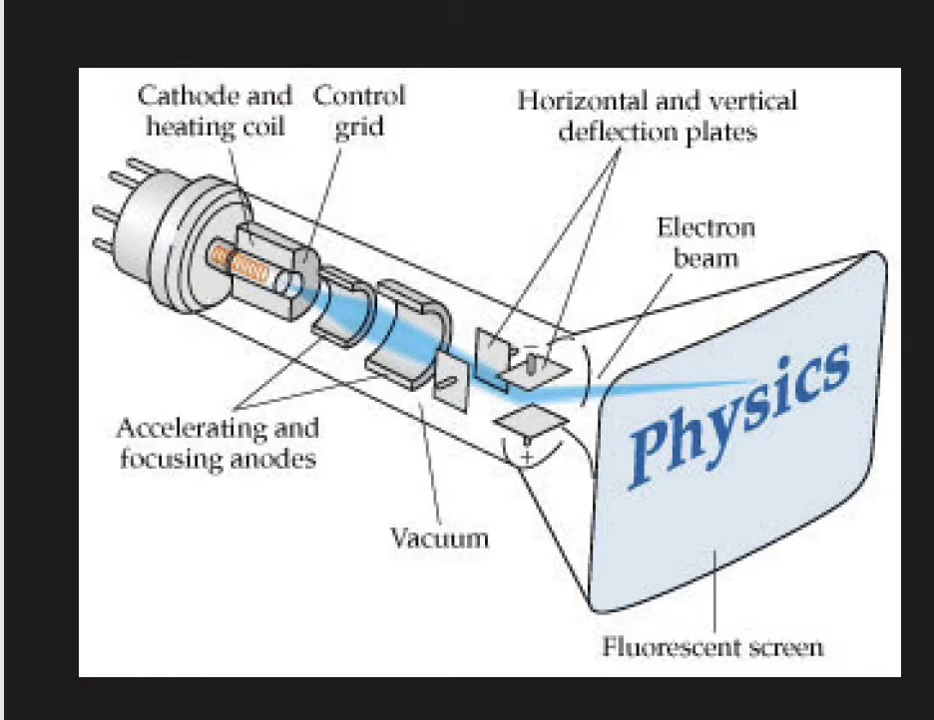 Cathode and
heating coil
Control
grid
Horizontal and vertical
deflection plates
Electron
beam
−
Physics
+
Accelerating and
focusing anodes
Vacuum
Fluorescent screen